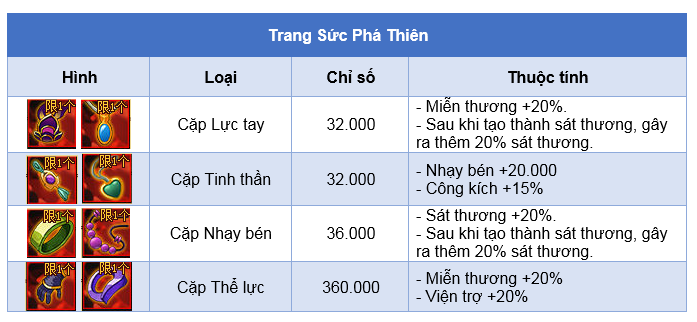 Trang Sức Phá Thiên
Hình Loại Chỉ số Thuộc tính
限1个 限1个 Cặp Lực tay 32.000
- Miễn thương +20%.
- Sau khi tạo thành sát thương, gây
ra thêm 20% sát thương.
限1个 限1个 Cặp Tinh thần 32.000
- Nhạy bén +20.000
- Công kích +15%
限1个 限1个 Cặp Nhạy bén 36.000
- Sát thương +20%.
- Sau khi tạo thành sát thương, gây
ra thêm 20% sát thương.
限1个 限1个 Cặp Thể lực 360.000
- Miễn thương +20%
- Viện trợ +20%